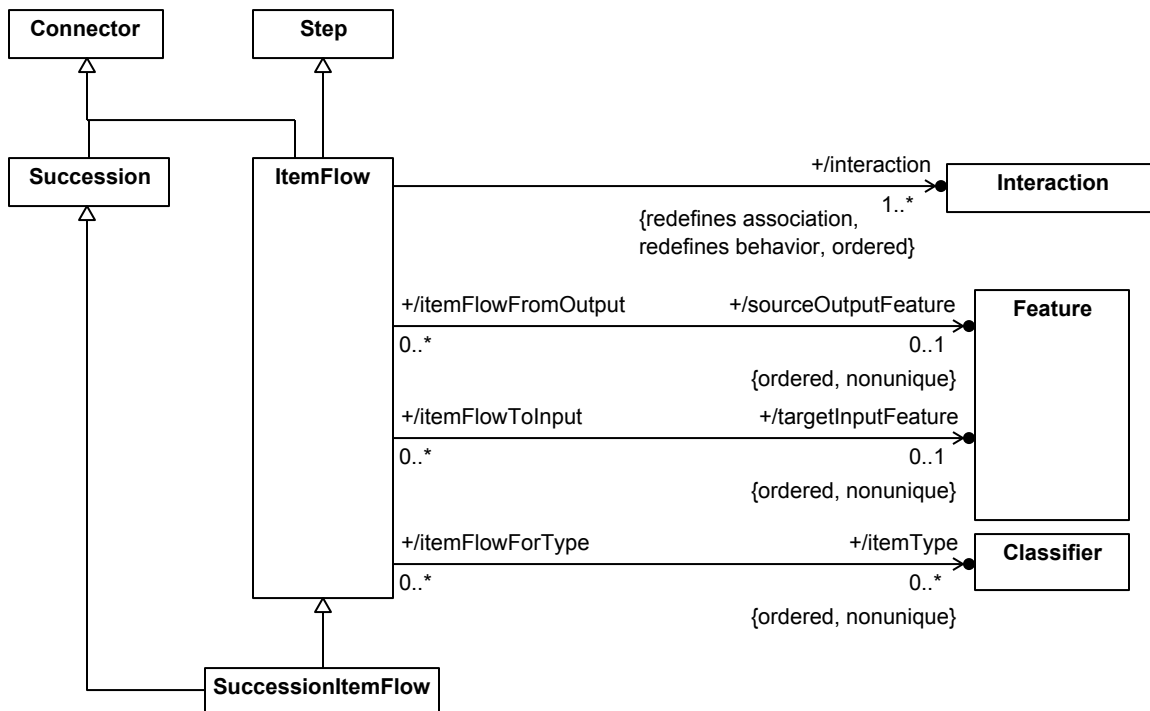 Connector
Step
Succession
ItemFlow
+/interaction
1..*
Interaction
{redefines association,
redefines behavior, ordered}
+/itemFlowFromOutput
+/sourceOutputFeature
Feature
0..*
0..1
{ordered, nonunique}
+/itemFlowToInput
+/targetInputFeature
0..*
0..1
{ordered, nonunique}
+/itemFlowForType
+/itemType
Classifier
0..*
0..*
{ordered, nonunique}
SuccessionItemFlow